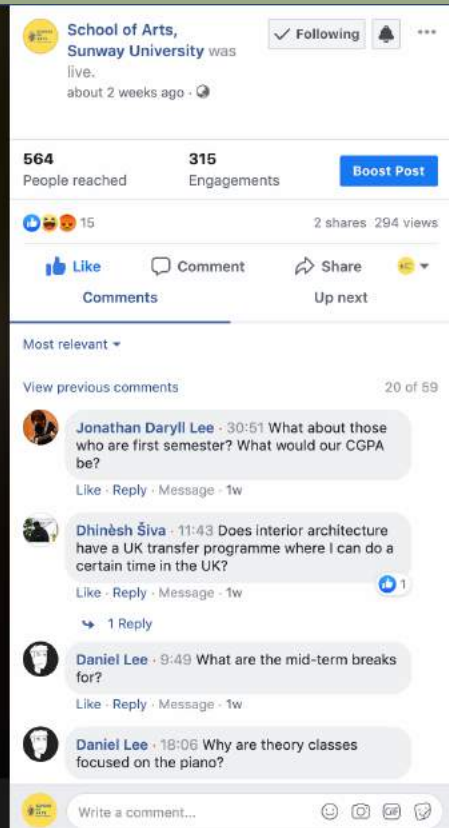 School of Arts,
Sunway University was
live.
about 2 weeks ago ·
Following
564
People reached
315
Engagements
Boost Post
15
2 shares 294 views
Like
Comment
Share
Comments
Up next
Most relevant
View previous comments
20 of 59
Jonathan Daryll Lee · 30:51 What about those
who are first semester? What would our CGPA
be?
Like · Reply · Message · 1w
Dhinèsh Šiva · 11:43 Does interior architecture
have a UK transfer programme where I can do a
certain time in the UK?
1
Like · Reply · Message · 1w
1 Reply
Daniel Lee · 9:49 What are the mid-term breaks
for?
Like · Reply · Message · 1w
Daniel Lee · 18:06 Why are theory classes
focused on the piano?
Write a comment...
GIF